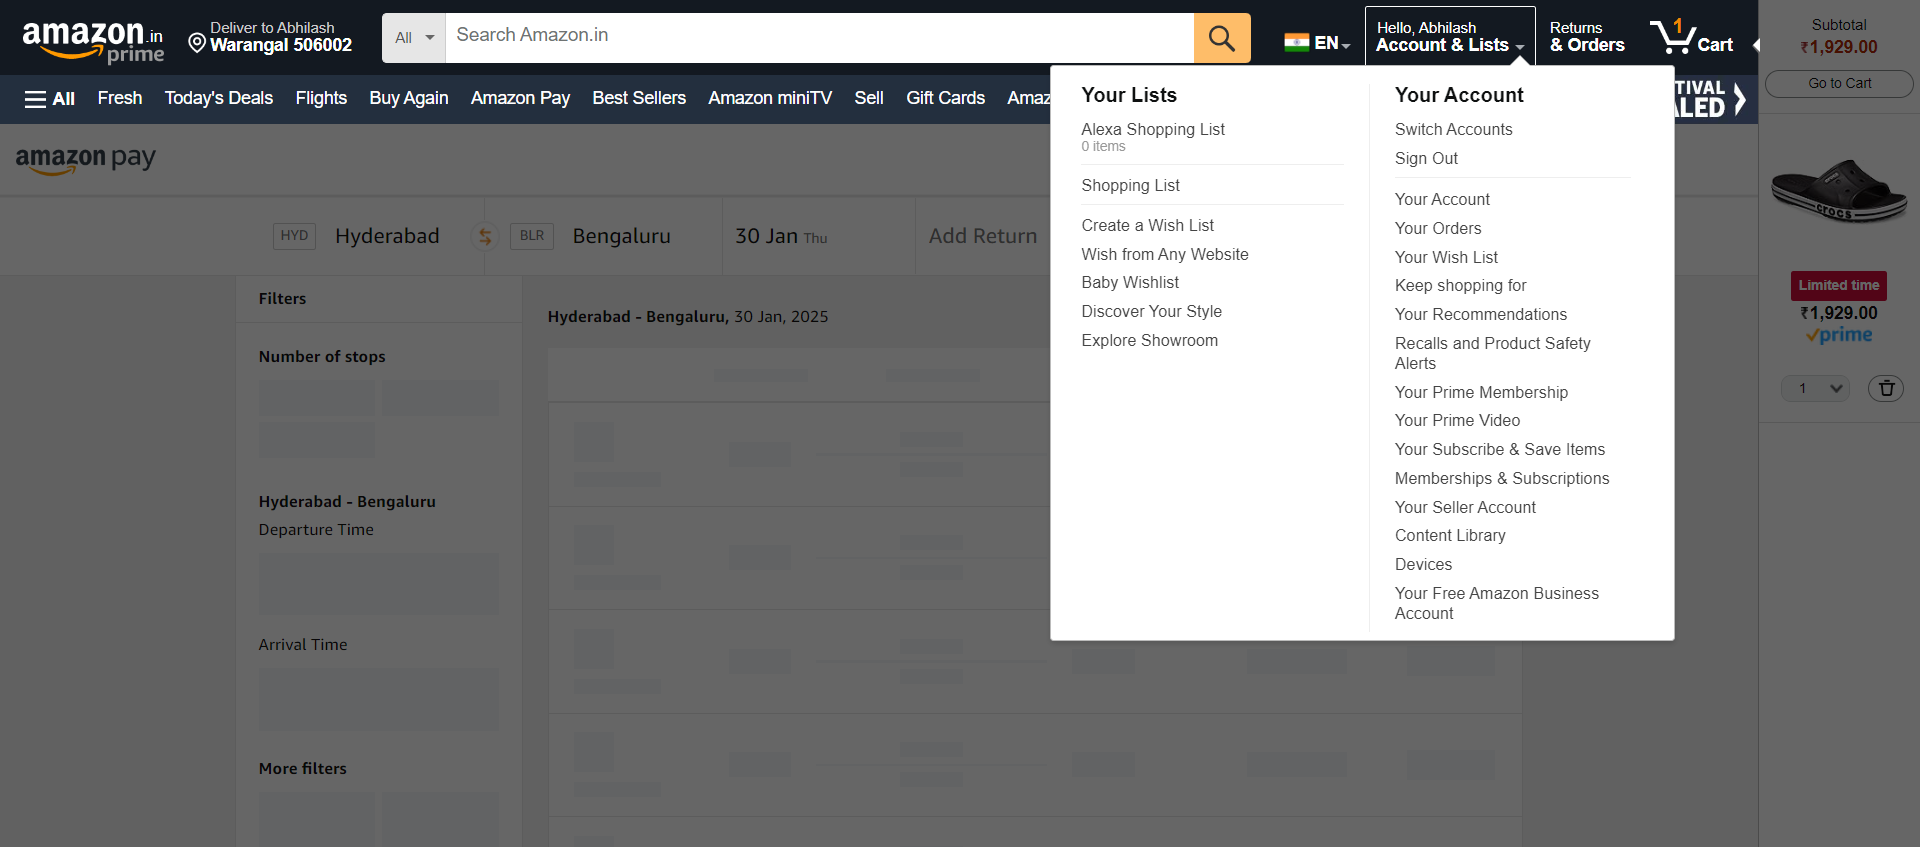 amazon.in
prime
Deliver to Abhilash
Warangal 506002
All
Search Amazon.in
EN
Hello, Abhilash
Account & Lists
Returns
& Orders
1
Cart
Subtotal
₹1,929.00
Go to Cart
All
Fresh
Today's Deals
Flights
Buy Again
Amazon Pay
Best Sellers
Amazon miniTV
Sell
Gift Cards
Amaz
TIVAL
LED
amazon pay
HYD
Hyderabad
BLR
Bengaluru
30 Jan Thu
Add Return
Filters
Number of stops
Hyderabad - Bengaluru
Departure Time
Arrival Time
More filters
Hyderabad - Bengaluru, 30 Jan, 2025
Your Lists
Alexa Shopping List
0 items
Shopping List
Create a Wish List
Wish from Any Website
Baby Wishlist
Discover Your Style
Explore Showroom
Your Account
Switch Accounts
Sign Out
Your Account
Your Orders
Your Wish List
Keep shopping for
Your Recommendations
Recalls and Product Safety
Alerts
Your Prime Membership
Your Prime Video
Your Subscribe & Save Items
Memberships & Subscriptions
Your Seller Account
Content Library
Devices
Your Free Amazon Business
Account
crocs
Limited time
₹1,929.00
prime
1